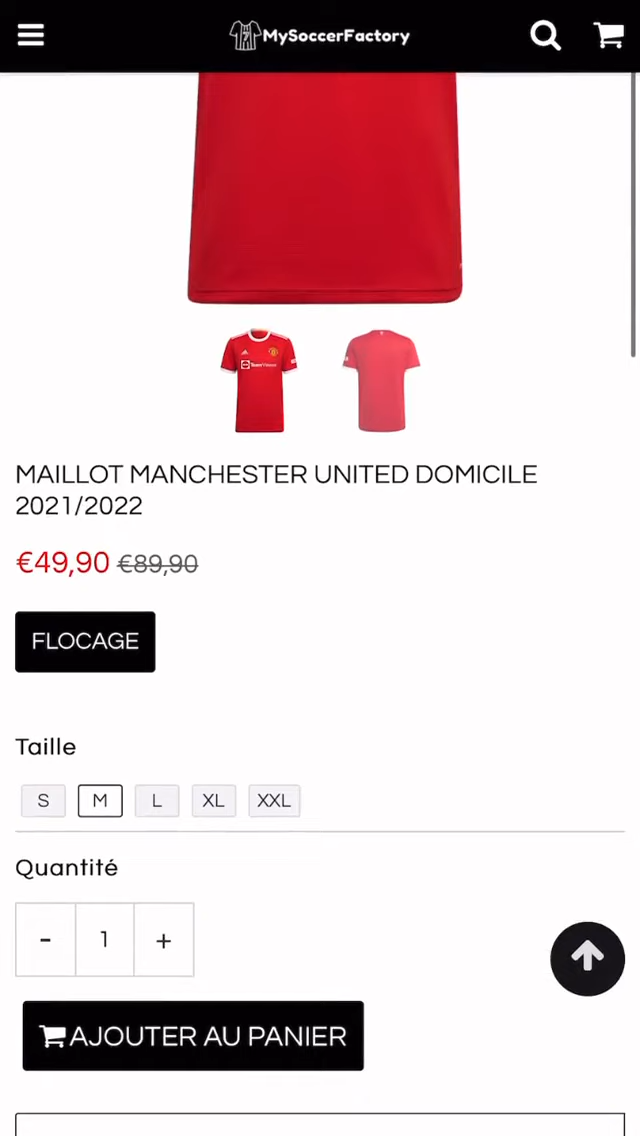 MySoccerFactory
TeamViewer
MAILLOT MANCHESTER UNITED DOMICILE
2021/2022
€49,90 €89,90
FLOCAGE
Taille
S M L XL XXL
Quantité
- 1 +
AJOUTER AU PANIER